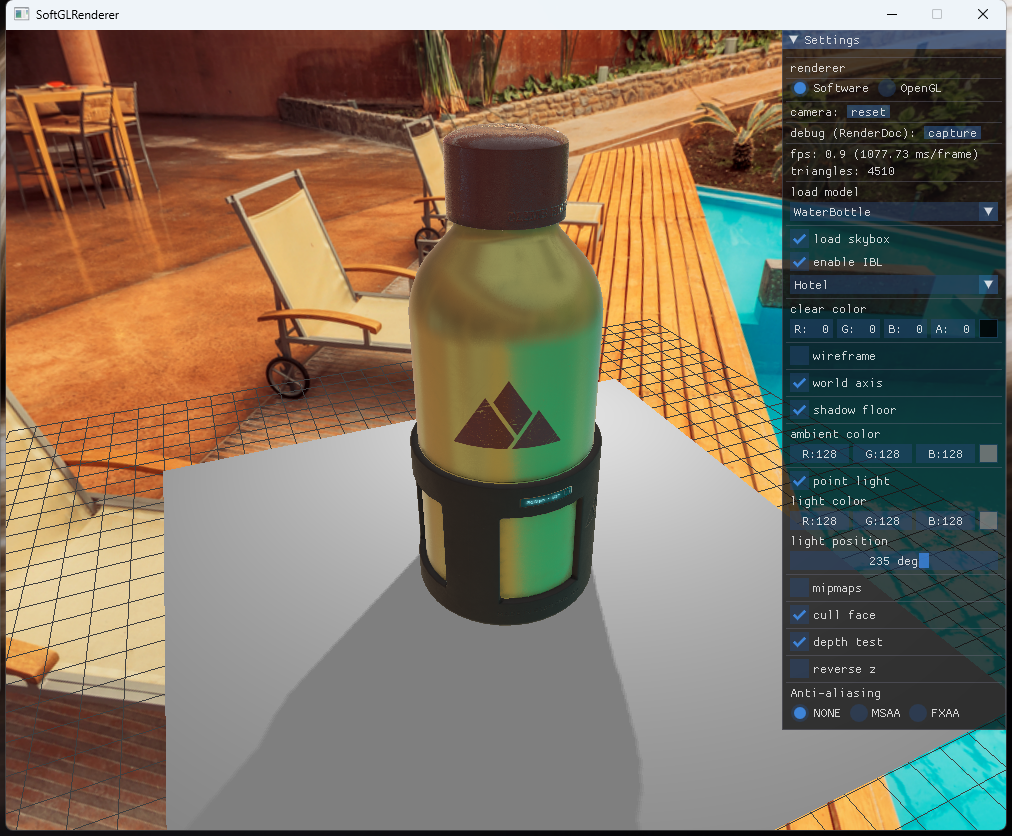 SoftGLRenderer
Settings
renderer
Software OpenGL
camera: reset
debug (RenderDoc): capture
fps: 0.9 (1077.73 ms/frame)
triangles: 4510
load model
WaterBottle
load skybox
enable IBL
Hotel
clear color
R: 0 G: 0 B: 0 A: 0
wireframe
world axis
shadow floor
ambient color
R:128 G:128 B:128
point light
light color
R:128 G:128 B:128
light position
235 deg
mipmaps
cull face
depth test
reverse z
Anti-aliasing
NONE MSAA FXAA